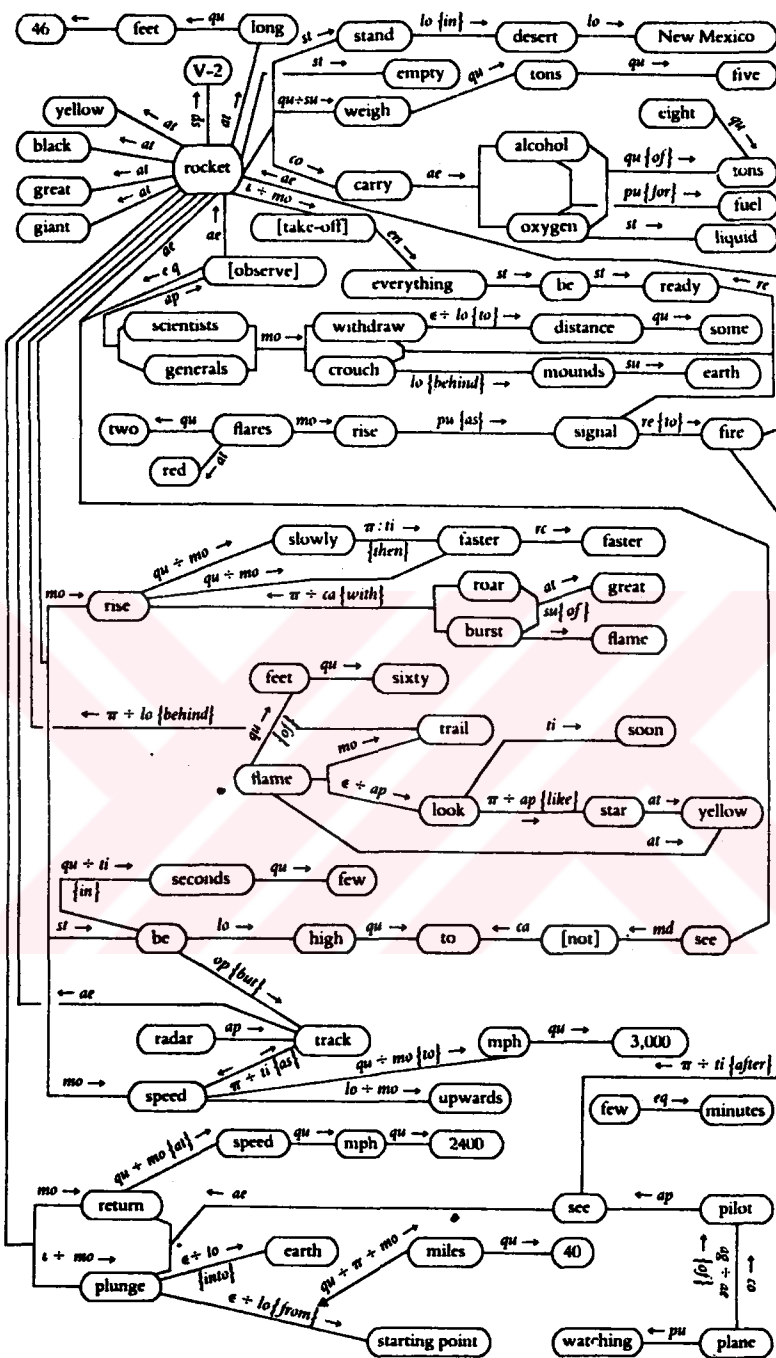 46 ← feet ← qu long st → stand lo {in} → desert lo → New Mexico
V-2 st → empty
yellow ← at ds → at → qu÷su → weigh qu → tons qu → five
black ← at eight qu →
great ← at rocket co → carry ae → alcohol qu {of} → tons
giant ← at ← ae oxygen pu {for} → fuel
ι ÷ mo → [take-off] st → liquid
ae → ae → en →
← eq [observe] everything st → be st → ready ← re
ap →
scientists mo → withdraw ϵ ÷ lo {to} → distance qu → some
generals crouch lo {behind} → mounds su → earth
two ← qu flares mo → rise pu {as} → signal re {to} → fire
red ← at
qu ÷ mo → slowly π : ti → {then} faster rc → faster
qu ÷ mo →
mo → rise ← π ÷ ca {with} roar at → great
burst su {of} → flame
feet qu → sixty
← π ÷ lo {behind} nb → {of} trail
mo → ti → soon
flame ϵ ÷ ap → look π ÷ ap {like} → star at → yellow
at →
qu ÷ ti → {in} seconds qu → few
st → be lo → high qu → to ← ca [not] ← md see
op {but} →
← ae
radar ap → track mph qu → 3,000
π ÷ ti {as} qu ÷ mo {to} → ← π ÷ ti {after}
mo → speed lo ÷ mo → upwards
few eq → minutes
qu ÷ mo {at} → speed qu → mph qu → 2400
mo → return ← ae see ← ap pilot
ι ÷ mo → plunge ϵ ÷ lo → {into} earth qu ÷ π ÷ mo → miles qu → 40
ag ÷ ae {of} → co →
ϵ ÷ lo {from} → starting point
watching ← pu plane